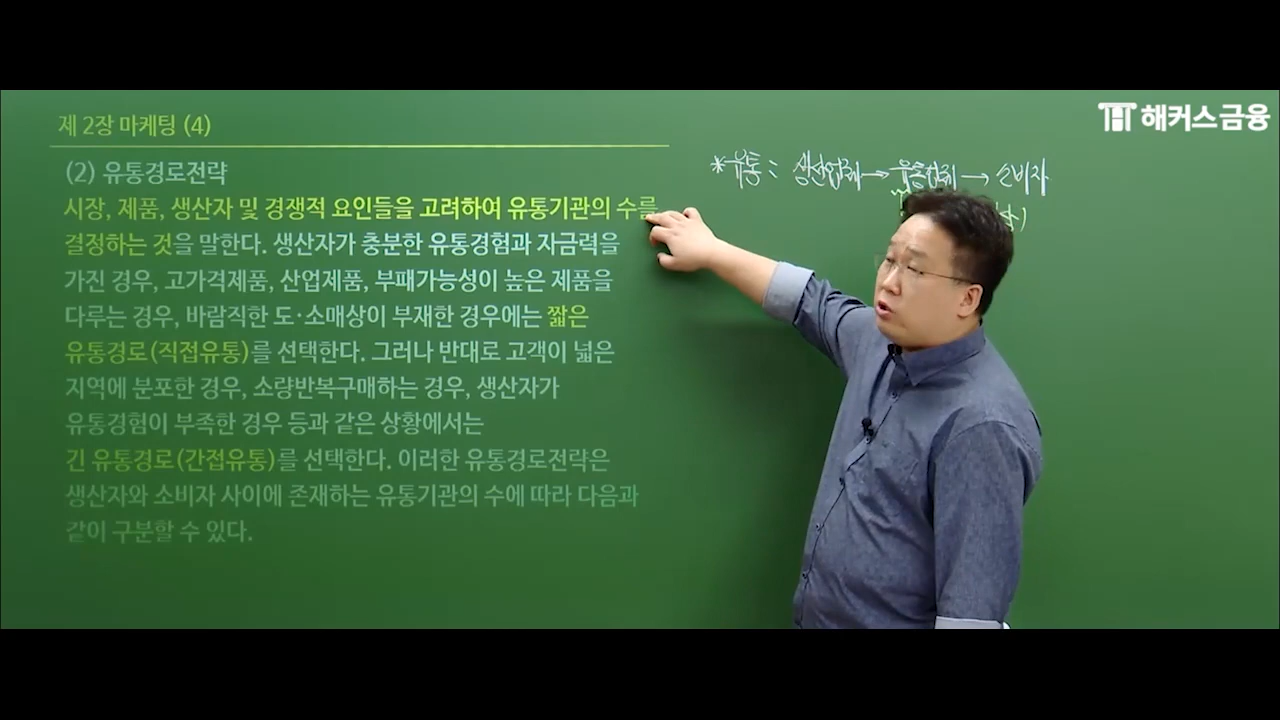 제 2장 마케팅 (4)
해커스금융
(2) 유통경로전략
시장, 제품, 생산자 및 경쟁적 요인들을 고려하여 유통기관의 수를
결정하는 것을 말한다. 생산자가 충분한 유통경험과 자금력을
가진 경우, 고가격제품, 산업제품, 부패가능성이 높은 제품을
다루는 경우, 바람직한 도·소매상이 부재한 경우에는 짧은
유통경로(직접유통)를 선택한다. 그러나 반대로 고객이 넓은
지역에 분포한 경우, 소량반복구매하는 경우, 생산자가
유통경험이 부족한 경우 등과 같은 상황에서는
긴 유통경로(간접유통)를 선택한다. 이러한 유통경로전략은
생산자와 소비자 사이에 존재하는 유통기관의 수에 따라 다음과
같이 구분할 수 있다.
*유통: 생산업체→유통업체→소비자